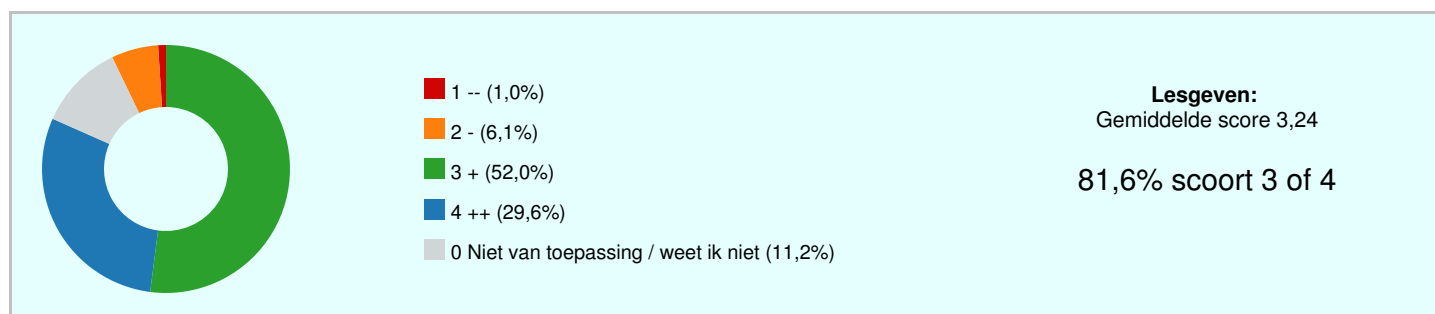 1 -- (1,0%)
2 - (6,1%)
3 + (52,0%)
4 ++ (29,6%)
0 Niet van toepassing / weet ik niet (11,2%)
Lesgeven:
Gemiddelde score 3,24
81,6% scoort 3 of 4